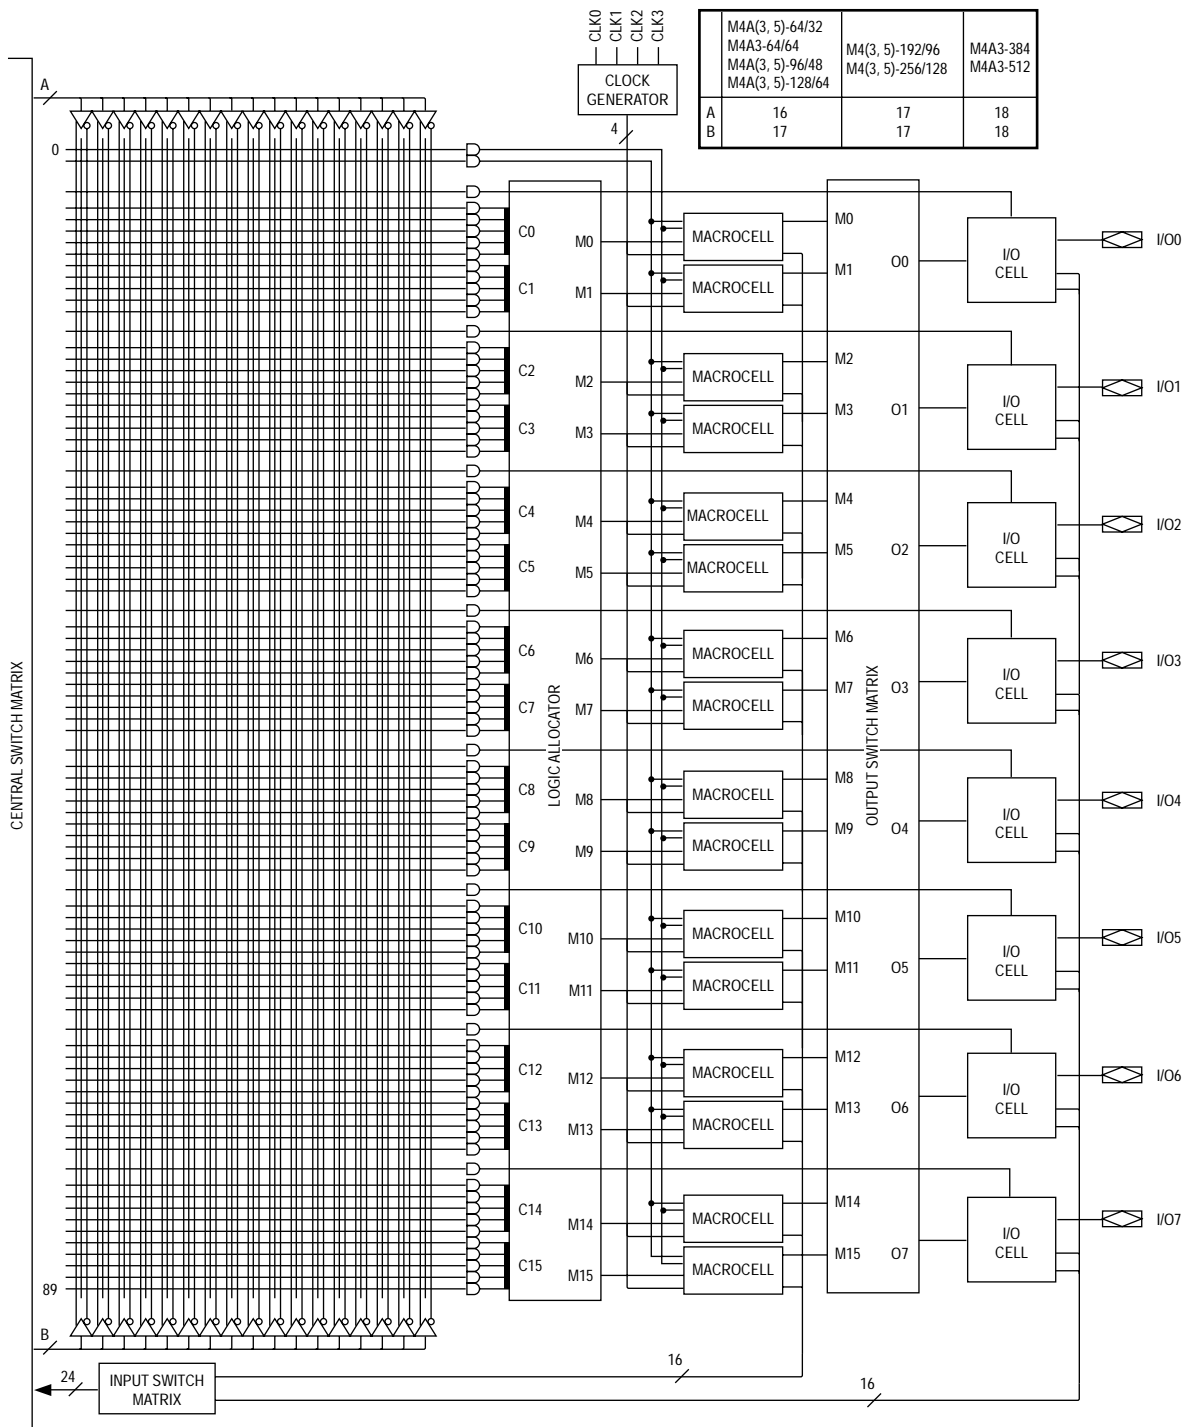 CLK0
CLK1
CLK2
CLK3
CLOCK
GENERATOR
4
M4A(3, 5)-64/32
M4A3-64/64
M4A(3, 5)-96/48
M4A(3, 5)-128/64
M4(3, 5)-192/96
M4(3, 5)-256/128
M4A3-384
M4A3-512
A 16 17 18
B 17 17 18
CENTRAL SWITCH MATRIX
A
0
LOGIC ALLOCATOR
OUTPUT SWITCH MATRIX
C0 M0 MACROCELL M0
O0 I/O CELL I/O0
C1 M1 MACROCELL M1
C2 M2 MACROCELL M2
O1 I/O CELL I/O1
C3 M3 MACROCELL M3
C4 M4 MACROCELL M4
O2 I/O CELL I/O2
C5 M5 MACROCELL M5
C6 M6 MACROCELL M6
O3 I/O CELL I/O3
C7 M7 MACROCELL M7
C8 M8 MACROCELL M8
O4 I/O CELL I/O4
C9 M9 MACROCELL M9
C10 M10 MACROCELL M10
O5 I/O CELL I/O5
C11 M11 MACROCELL M11
C12 M12 MACROCELL M12
O6 I/O CELL I/O6
C13 M13 MACROCELL M13
C14 M14 MACROCELL M14
O7 I/O CELL I/O7
C15 M15 MACROCELL M15
89
B
24
INPUT SWITCH
MATRIX
16
16